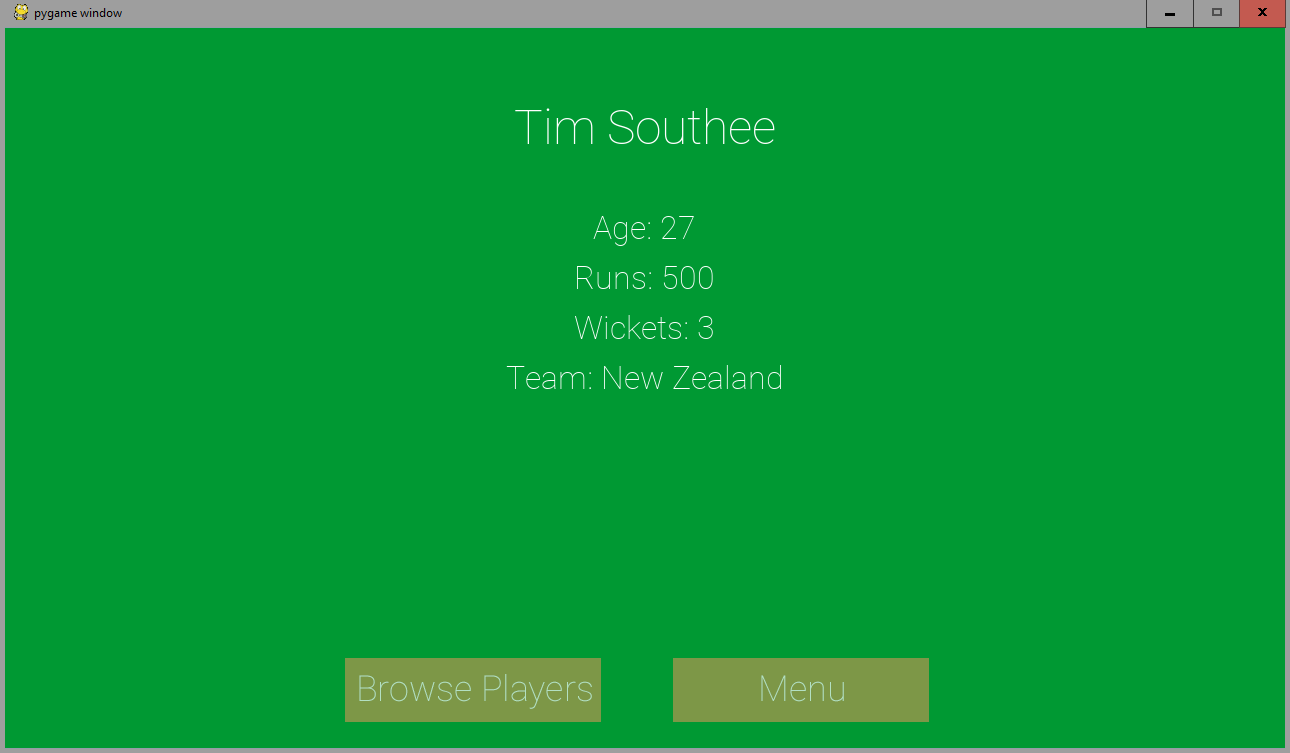 pygame window
Tim Southee
Age: 27
Runs: 500
Wickets: 3
Team: New Zealand
Browse Players
Menu